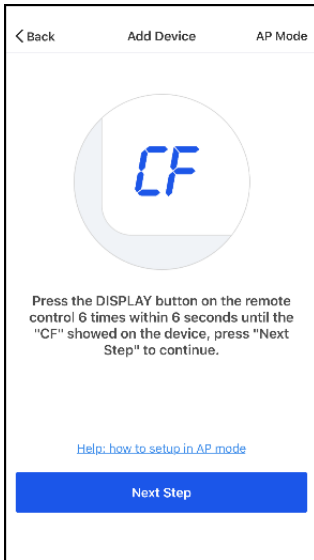 Back Add Device AP Mode
CF
Press the DISPLAY button on the remote
control 6 times within 6 seconds until the
"CF" showed on the device, press "Next
Step" to continue.
Help: how to setup in AP mode
Next Step